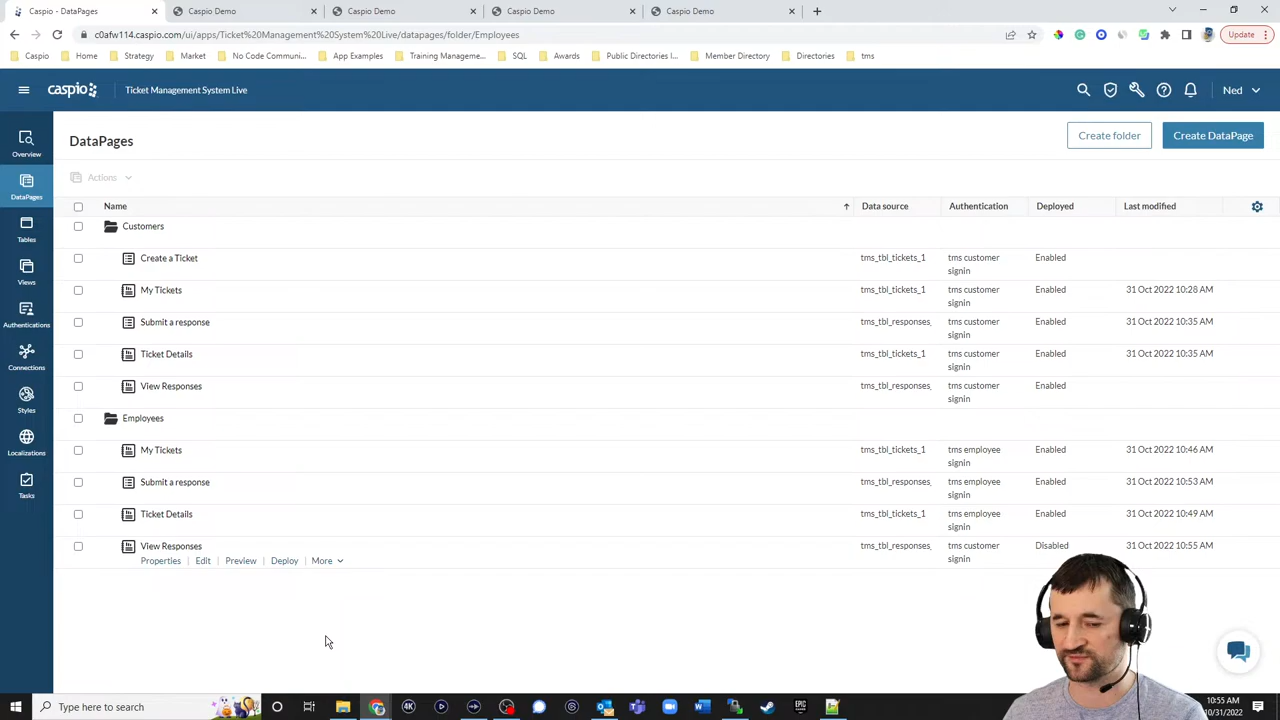 Caspio - DataPages
Caspio Demo
Caspio Demo
Caspio Demo
Caspio Demo
c0afw114.caspio.com/ui/apps/Ticket%20Management%20System%20Live/datapages/folder/Employees
Update
Caspio
Home
Strategy
Market
No Code Communit...
App Examples
Training Manageme...
SQL
Awards
Public Directories I...
Member Directory
Directories
tms
caspio
Ticket Management System Live
Ned
Overview
DataPages
Tables
Views
Authentications
Connections
Styles
Localizations
Tasks
DataPages
Create folder
Create DataPage
Actions
Name Data source Authentication Deployed Last modified
Customers
Create a Ticket tms_tbl_tickets_1 tms customer signin Enabled
My Tickets tms_tbl_tickets_1 tms customer signin Enabled 31 Oct 2022 10:28 AM
Submit a response tms_tbl_responses_ tms customer signin Enabled 31 Oct 2022 10:35 AM
Ticket Details tms_tbl_tickets_1 tms customer signin Enabled 31 Oct 2022 10:35 AM
View Responses tms_tbl_responses_ tms customer signin Enabled
Employees
My Tickets tms_tbl_tickets_1 tms employee signin Enabled 31 Oct 2022 10:46 AM
Submit a response tms_tbl_responses_ tms employee signin Enabled 31 Oct 2022 10:53 AM
Ticket Details tms_tbl_tickets_1 tms employee signin Enabled 31 Oct 2022 10:49 AM
View Responses tms_tbl_responses_ tms customer signin Disabled 31 Oct 2022 10:55 AM
Properties | Edit | Preview | Deploy | More
Type here to search
4K
EPIC
GAMES
10:55 AM
10/31/2022